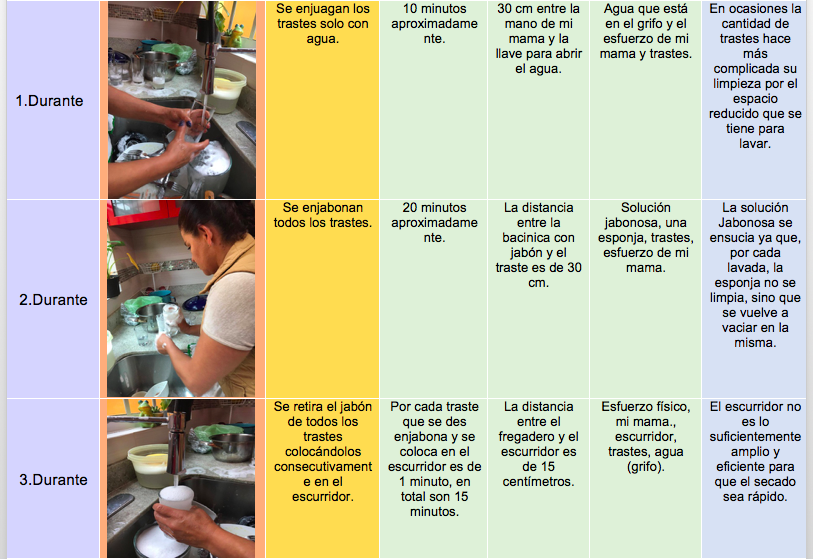 1.Durante
Se enjuagan los
trastes solo con
agua.
10 minutos
aproximadame
nte.
30 cm entre la
mano de mi
mama y la
llave para abrir
el agua.
Agua que está
en el grifo y el
esfuerzo de mi
mama y trastes.
En ocasiones la
cantidad de
trastes hace
más
complicada su
limpieza por el
espacio
reducido que se
tiene para
lavar.
2.Durante
Se enjabonan
todos los trastes.
20 minutos
aproximadame
nte.
La distancia
entre la
bacinica con
jabón y el
traste es de 30
cm.
Solución
jabonosa, una
esponja, trastes,
esfuerzo de mi
mama.
La solución
Jabonosa se
ensucia ya que,
por cada
lavada, la
esponja no se
limpia, sino que
se vuelve a
vaciar en la
misma.
3.Durante
Se retira el jabón
de todos los
trastes
colocándolos
consecutivament
e en el
escurridor.
Por cada traste
que se des
enjabona y se
coloca en el
escurridor es de
1 minuto, en
total son 15
minutos.
La distancia
entre el
fregadero y el
escurridor es
de 15
centímetros.
Esfuerzo físico,
mi mama.,
escurridor,
trastes, agua
(grifo).
El escurridor no
es lo
suficientemente
amplio y
eficiente para
que el secado
sea rápido.